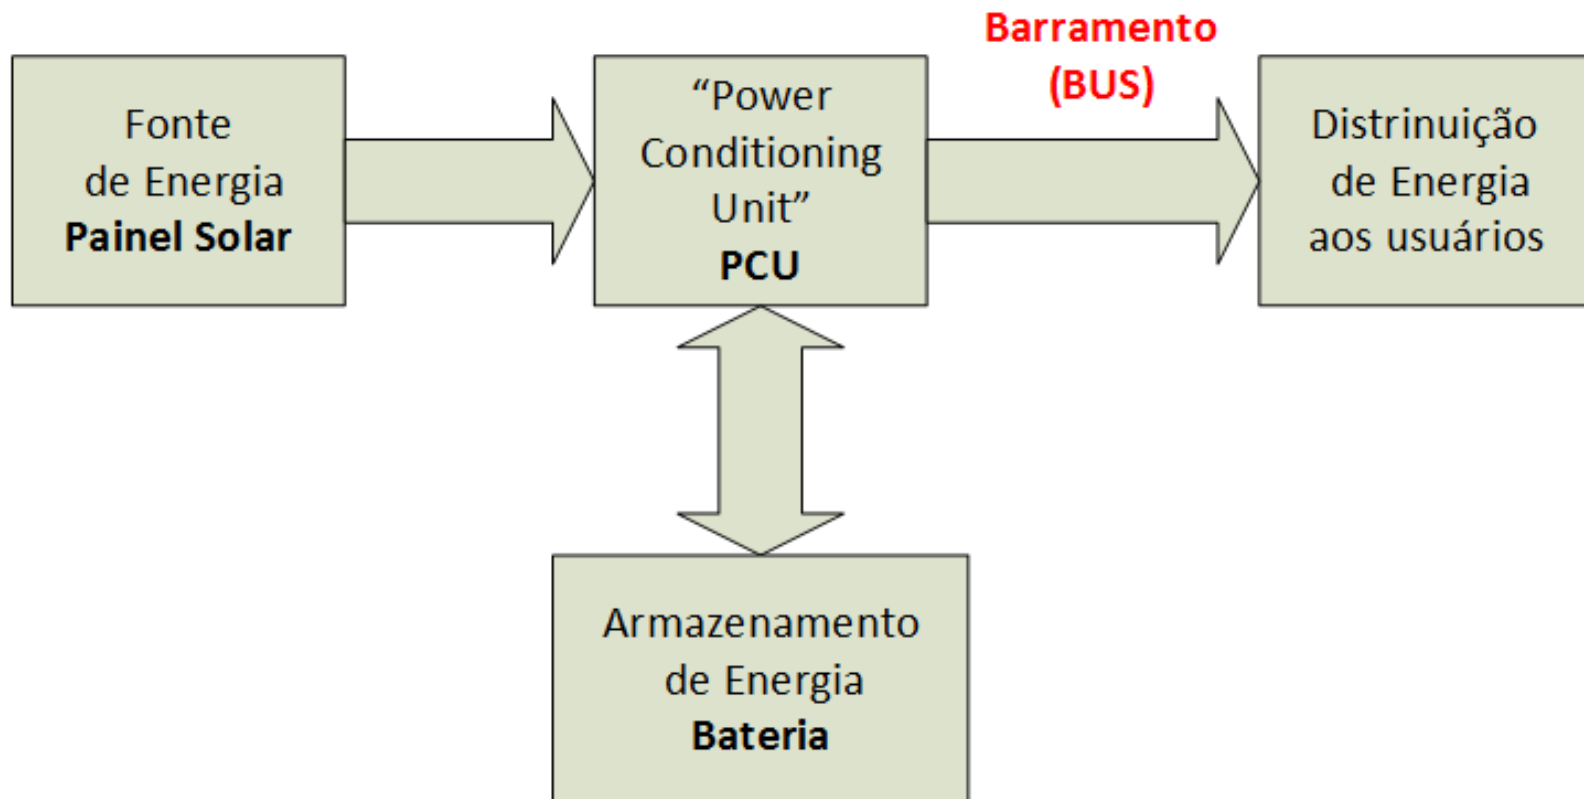 Barramento
(BUS)
Fonte
de Energia
Painel Solar
“Power
Conditioning
Unit”
PCU
Distrinuição
de Energia
aos usuários
Armazenamento
de Energia
Bateria